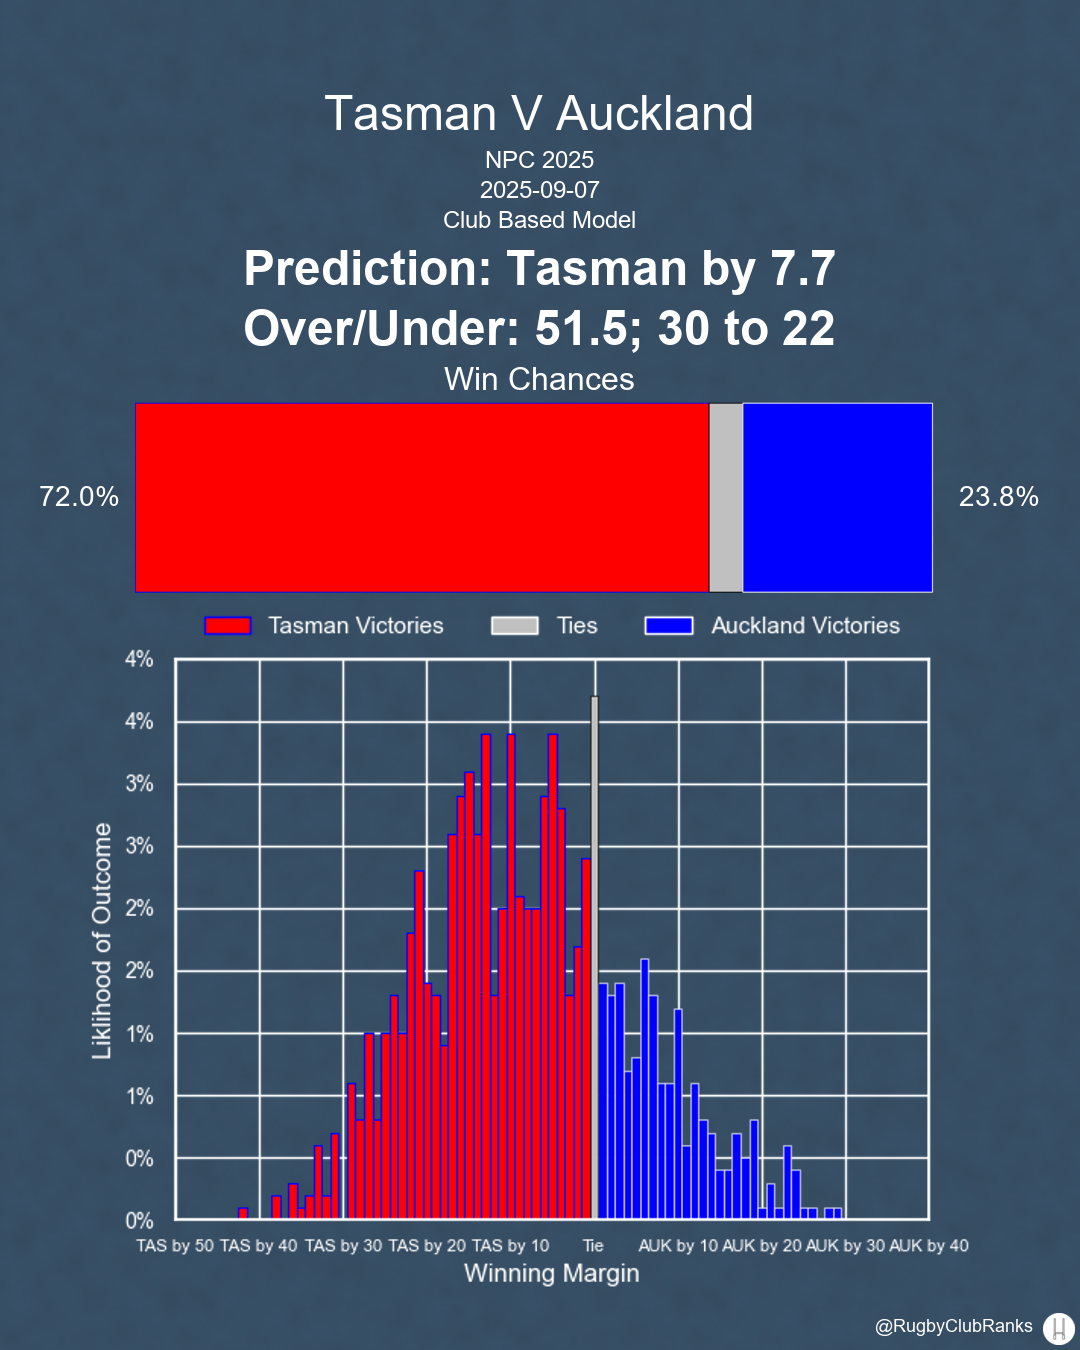 Tasman V Auckland
NPC 2025
2025-09-07
Club Based Model
Prediction: Tasman by 7.7
Over/Under: 51.5; 30 to 22
Win Chances
72.0%
23.8%
Tasman Victories
Ties
Auckland Victories
4%
4%
3%
3%
2%
2%
1%
1%
0%
0%
Liklihood of Outcome
TAS by 50 TAS by 40 TAS by 30 TAS by 20 TAS by 10 Tie AUK by 10 AUK by 20 AUK by 30 AUK by 40
Winning Margin
@RugbyClubRanks